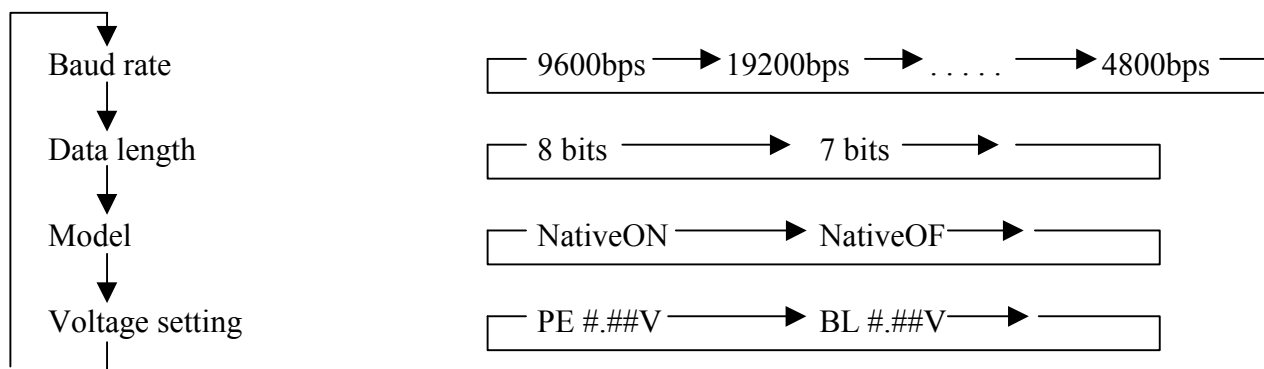 Baud rate 9600bps 19200bps . . . . . 4800bps
Data length 8 bits 7 bits
Model NativeON NativeOF
Voltage setting PE #.##V BL #.##V